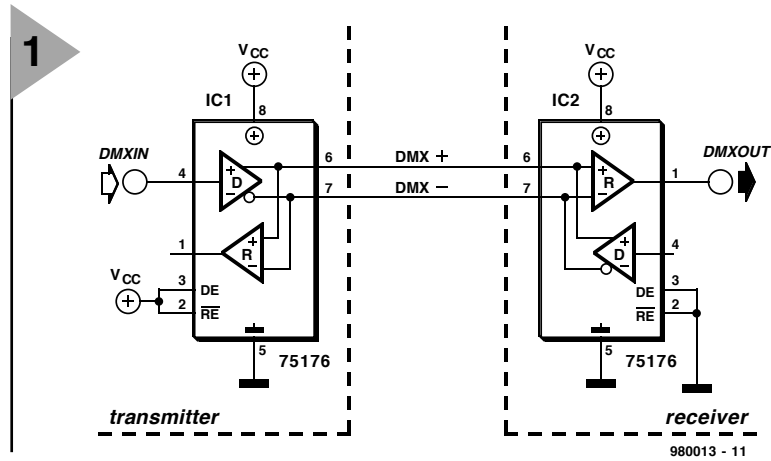 1
VCC
VCC
IC1
8
IC2
8
DMXIN
4
+
D
−
6
DMX +
6
+
R
−
1
DMXOUT
7
DMX −
7
1
+
R
−
+
D
−
4
VCC
3
DE
DE
3
2
RE
RE
2
5
75176
5
75176
transmitter
receiver
980013 - 11